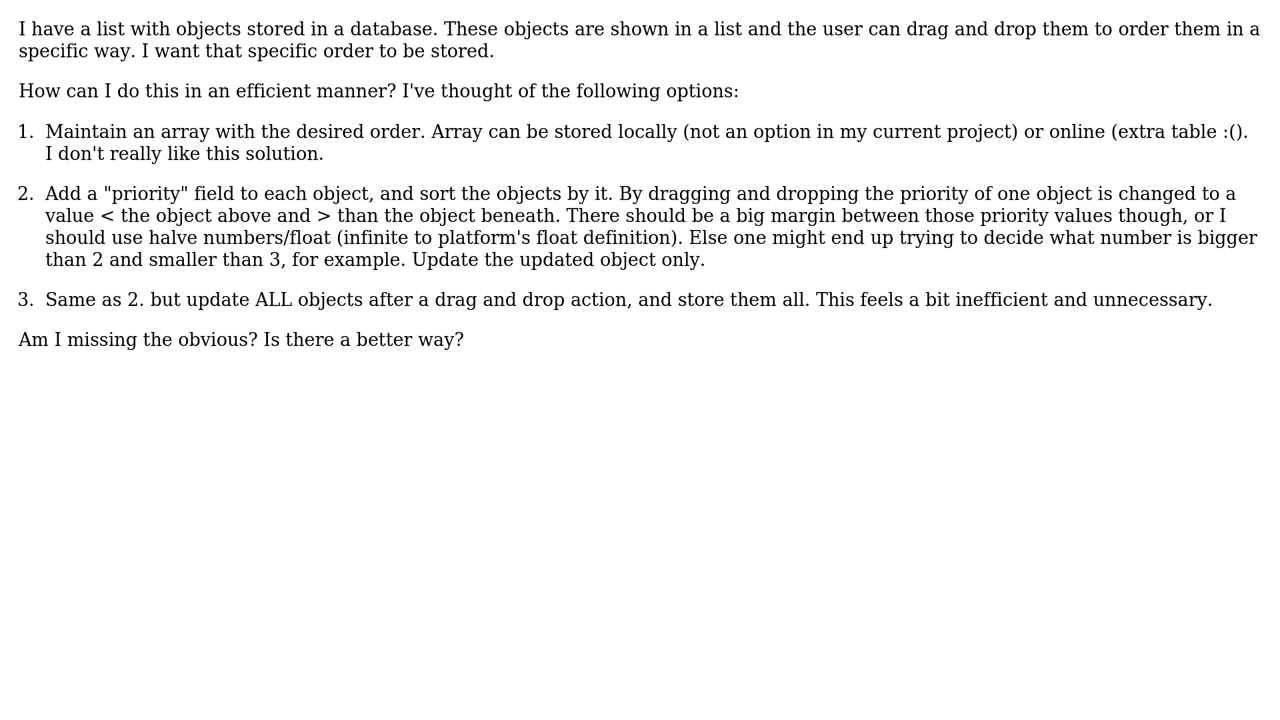 I have a list with objects stored in a database. These objects are shown in a list and the user can drag and drop them to order them in a
specific way. I want that specific order to be stored.
How can I do this in an efficient manner? I've thought of the following options:
1. Maintain an array with the desired order. Array can be stored locally (not an option in my current project) or online (extra table :().
I don't really like this solution.
2. Add a "priority" field to each object, and sort the objects by it. By dragging and dropping the priority of one object is changed to a
value < the object above and > than the object beneath. There should be a big margin between those priority values though, or I
should use halve numbers/float (infinite to platform's float definition). Else one might end up trying to decide what number is bigger
than 2 and smaller than 3, for example. Update the updated object only.
3. Same as 2. but update ALL objects after a drag and drop action, and store them all. This feels a bit inefficient and unnecessary.
Am I missing the obvious? Is there a better way?